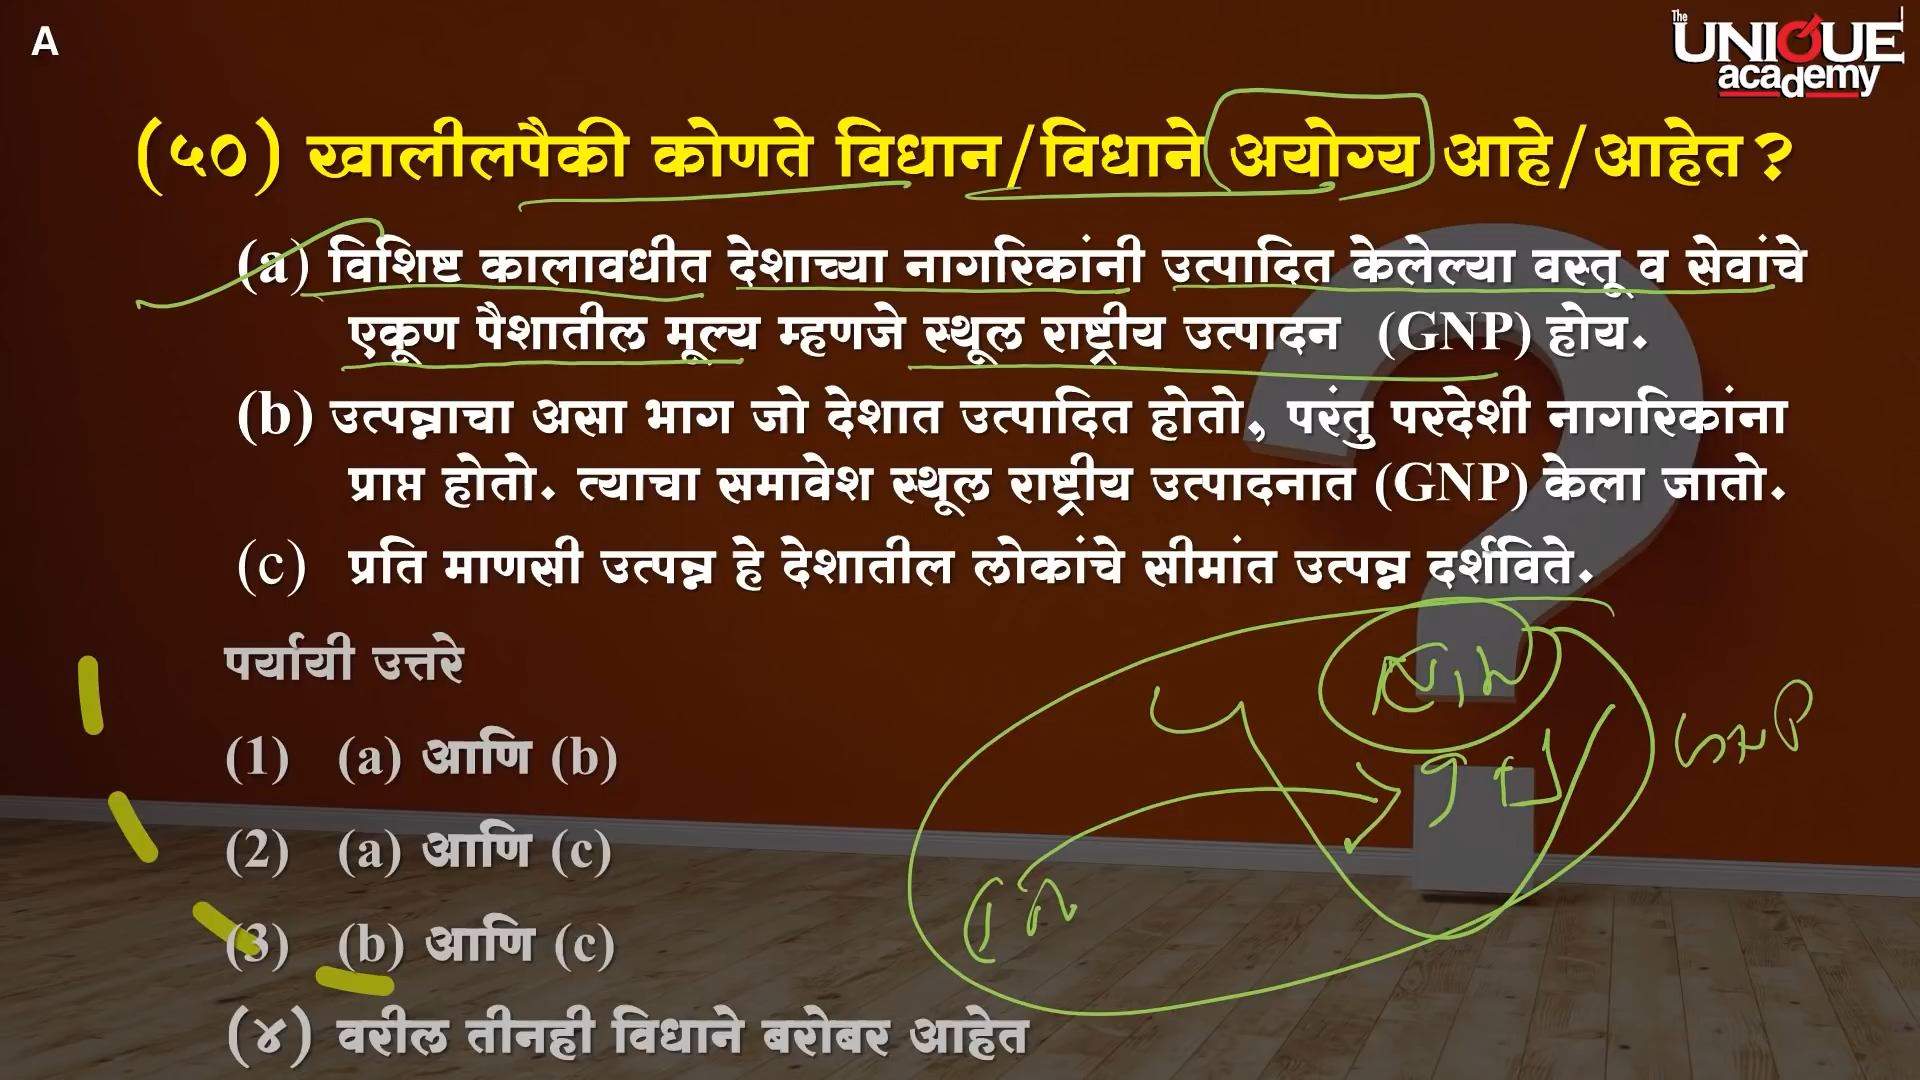 A
The
UNIQUE
academy
(५०) खालीलपैकी कोणते विधान/विधाने अयोग्य आहे/आहेत?
(a) विशिष्ट कालावधीत देशाच्या नागरिकांनी उत्पादित केलेल्या वस्तू व सेवांचे
एकूण पैशातील मूल्य म्हणजे स्थूल राष्ट्रीय उत्पादन (GNP) होय.
(b) उत्पन्नाचा असा भाग जो देशात उत्पादित होतो, परंतु परदेशी नागरिकांना
प्राप्त होतो. त्याचा समावेश स्थूल राष्ट्रीय उत्पादनात (GNP) केला जातो.
(c) प्रति माणसी उत्पन्न हे देशातील लोकांचे सीमांत उत्पन्न दर्शविते.
पर्यायी उत्तरे
GNP
(1) (a) आणि (b)
(2) (a) आणि (c)
(3) (b) आणि (c)
(४) वरील तीनही विधाने बरोबर आहेत